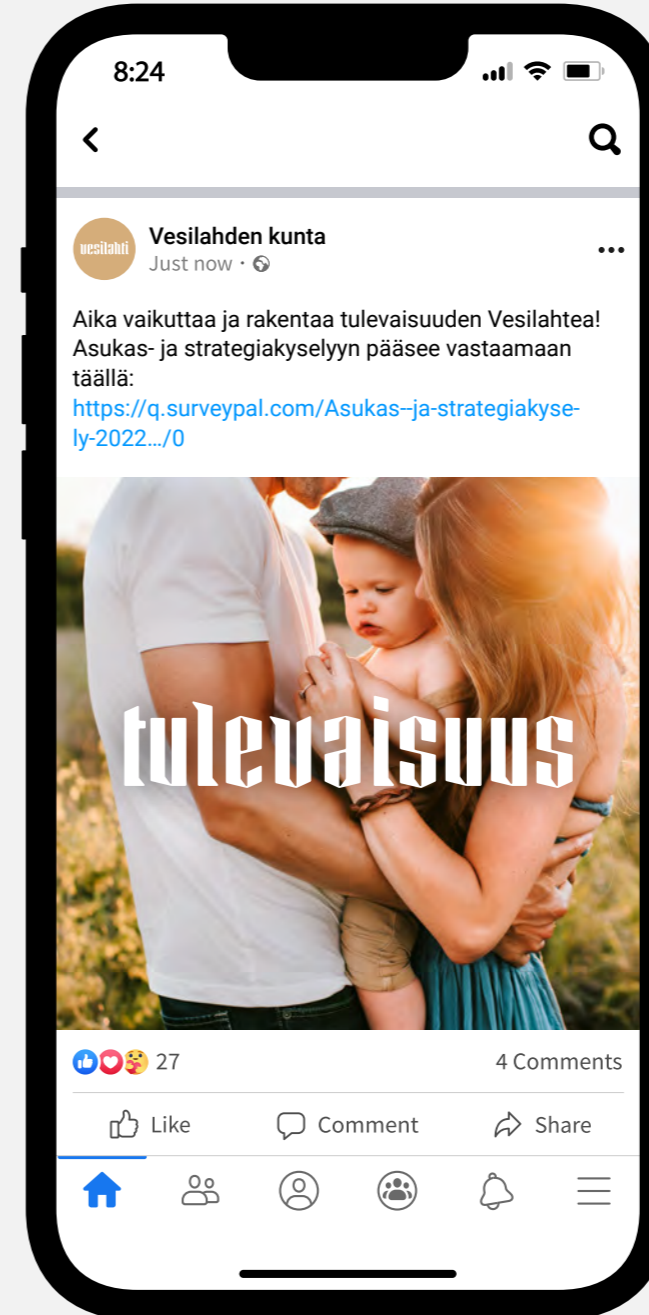 8:24
vesilahti
Vesilahden kunta
Just now ·
Aika vaikuttaa ja rakentaa tulevaisuuden Vesilahtea!
Asukas- ja strategiakyselyyn pääsee vastaamaan
täällä:
https://q.surveypal.com/Asukas--ja-strategiakyse-
ly-2022…/0
tulevaisuus
27
4 Comments
Like
Comment
Share